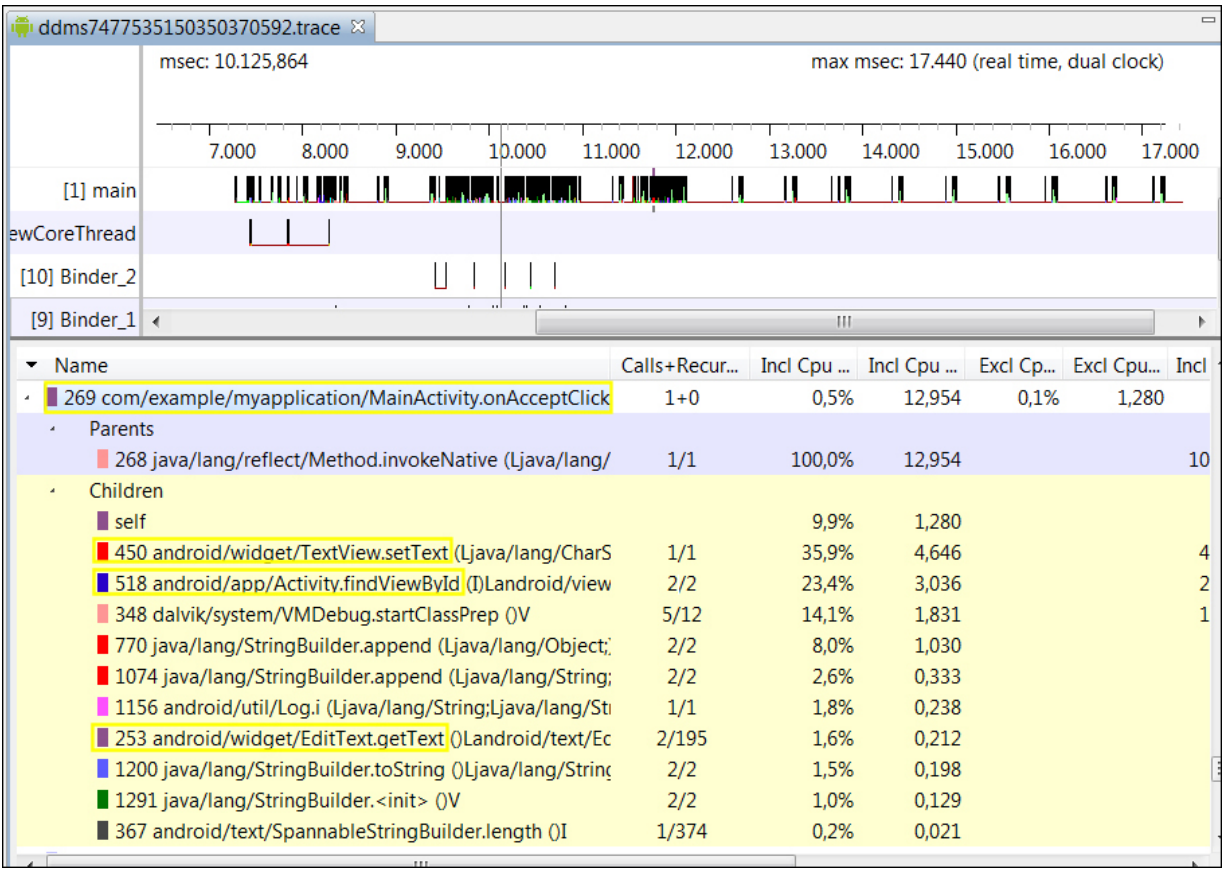 ddms7477535150350370592.trace
msec: 10.125,864 max msec: 17.440 (real time, dual clock)
7.000 8.000 9.000 10.000 11.000 12.000 13.000 14.000 15.000 16.000 17.000
[1] main
ewCoreThread
[10] Binder_2
[9] Binder_1
Name Calls+Recur... Incl Cpu ... Incl Cpu ... Excl Cp... Excl Cpu... Incl
269 com/example/myapplication/MainActivity.onAcceptClick 1+0 0,5% 12,954 0,1% 1,280
Parents
268 java/lang/reflect/Method.invokeNative (Ljava/lang/ 1/1 100,0% 12,954 10
Children
self 9,9% 1,280
450 android/widget/TextView.setText (Ljava/lang/CharS 1/1 35,9% 4,646 4
518 android/app/Activity.findViewById (I)Landroid/view 2/2 23,4% 3,036 2
348 dalvik/system/VMDebug.startClassPrep ()V 5/12 14,1% 1,831 1
770 java/lang/StringBuilder.append (Ljava/lang/Object;) 2/2 8,0% 1,030
1074 java/lang/StringBuilder.append (Ljava/lang/String; 2/2 2,6% 0,333
1156 android/util/Log.i (Ljava/lang/String;Ljava/lang/Stri 1/1 1,8% 0,238
253 android/widget/EditText.getText ()Landroid/text/Ec 2/195 1,6% 0,212
1200 java/lang/StringBuilder.toString ()Ljava/lang/String 2/2 1,5% 0,198
1291 java/lang/StringBuilder.<init> ()V 2/2 1,0% 0,129
367 android/text/SpannableStringBuilder.length ()I 1/374 0,2% 0,021